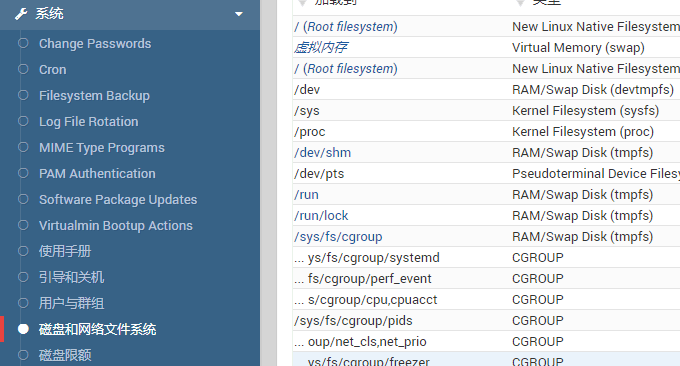 系统
Change Passwords
Cron
Filesystem Backup
Log File Rotation
MIME Type Programs
PAM Authentication
Software Package Updates
Virtualmin Bootup Actions
使用手册
引导和关机
用户与群组
磁盘和网络文件系统
磁盘限额
加载到 类型
/ (Root filesystem) New Linux Native Filesystem
虚拟内存 Virtual Memory (swap)
/ (Root filesystem) New Linux Native Filesystem
/dev RAM/Swap Disk (devtmpfs)
/sys Kernel Filesystem (sysfs)
/proc Kernel Filesystem (proc)
/dev/shm RAM/Swap Disk (tmpfs)
/dev/pts Pseudoterminal Device Filesy
/run RAM/Swap Disk (tmpfs)
/run/lock RAM/Swap Disk (tmpfs)
/sys/fs/cgroup RAM/Swap Disk (tmpfs)
... ys/fs/cgroup/systemd CGROUP
... fs/cgroup/perf_event CGROUP
... s/cgroup/cpu,cpuacct CGROUP
/sys/fs/cgroup/pids CGROUP
... oup/net_cls,net_prio CGROUP
... ys/fs/cgroup/freezer CGROUP